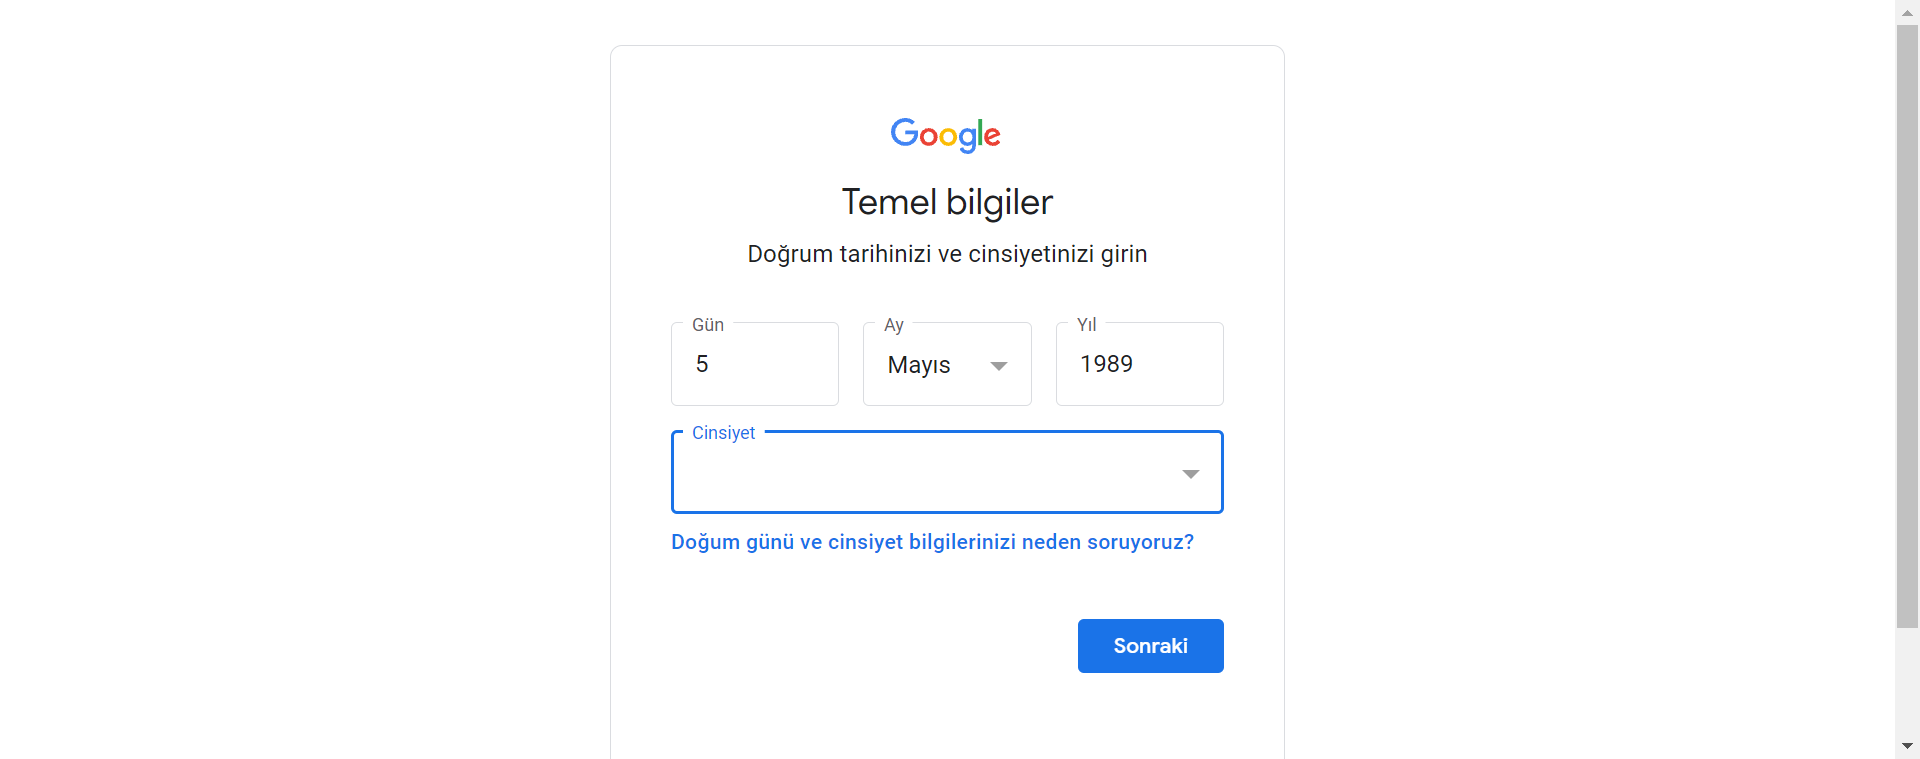 Google
Temel bilgiler
Doğrum tarihinizi ve cinsiyetinizi girin
Gün
Ay
Yıl
5
Mayıs
1989
Cinsiyet
Doğum günü ve cinsiyet bilgilerinizi neden soruyoruz?
Sonraki